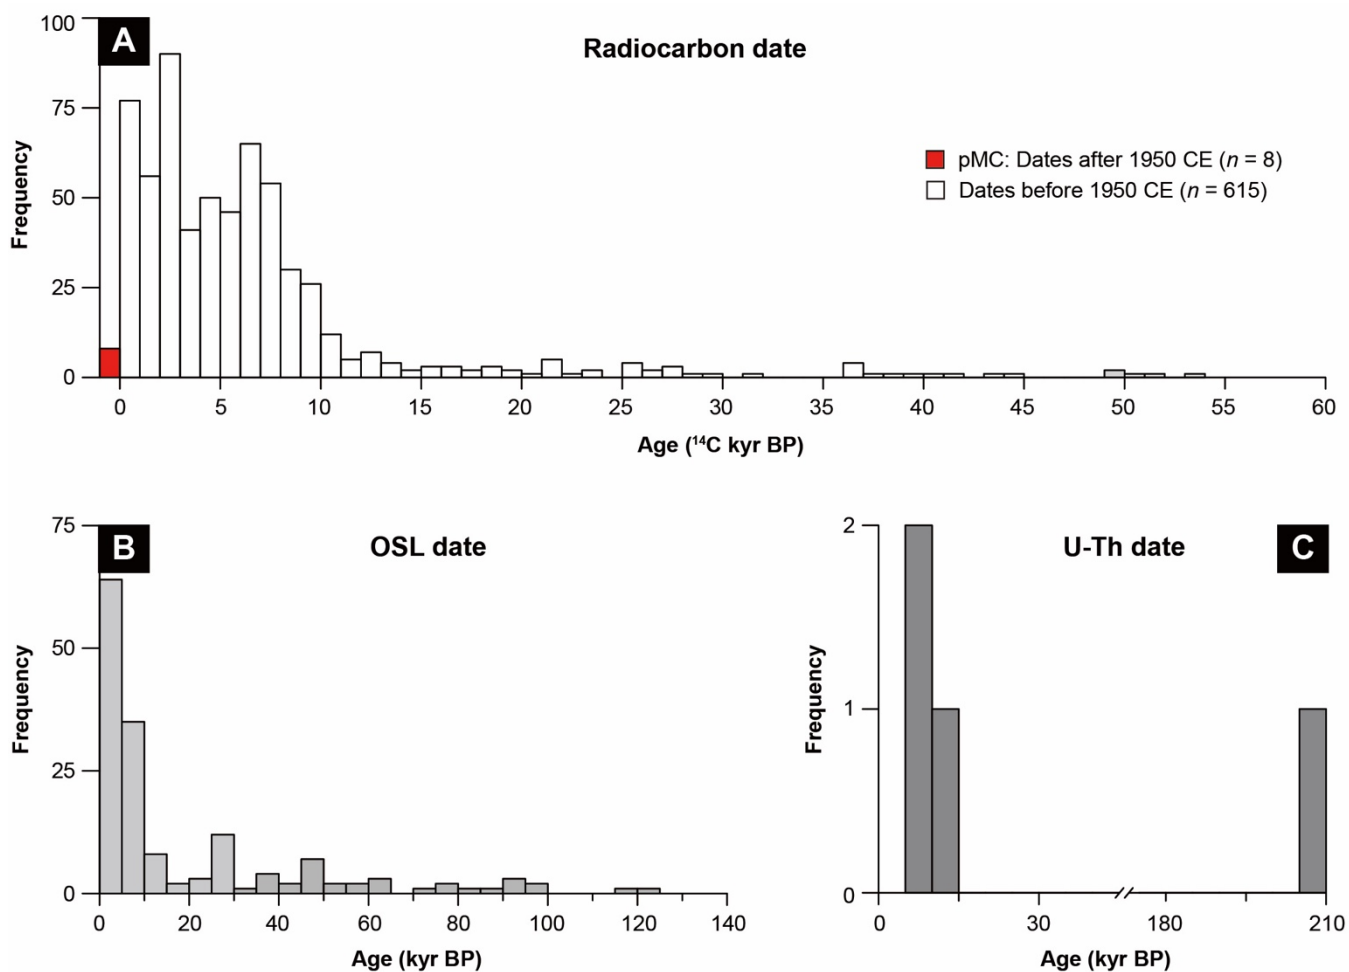 A
Radiocarbon date
100
75
50
25
0
Frequency
pMC: Dates after 1950 CE (n = 8)
Dates before 1950 CE (n = 615)
0 5 10 15 20 25 30 35 40 45 50 55 60
Age (¹⁴C kyr BP)
B
OSL date
75
50
25
0
Frequency
0 20 40 60 80 100 120 140
Age (kyr BP)
U-Th date
C
2
1
0
Frequency
0 30 180 210
Age (kyr BP)